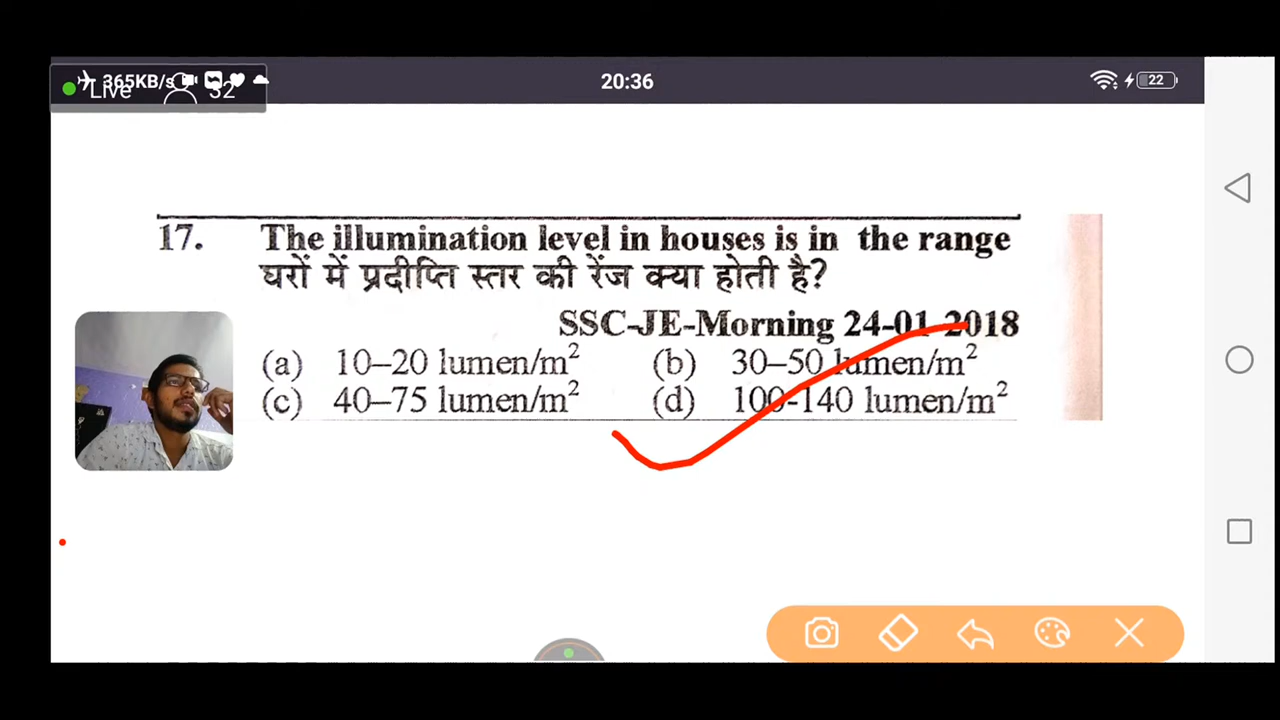 365KB/s 20:36 22
Live 32
17. The illumination level in houses is in the range
घरों में प्रदीप्ति स्तर की रेंज क्या होती है?
SSC-JE-Morning 24-01-2018
(a) 10–20 lumen/m² (b) 30–50 lumen/m²
(c) 40–75 lumen/m² (d) 100-140 lumen/m²